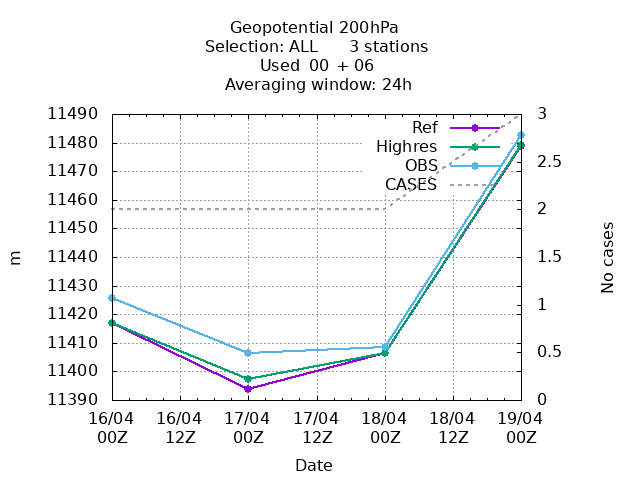 Geopotential 200hPa
Selection: ALL 3 stations
Used 00 + 06
Averaging window: 24h
11490
11480
11470
11460
11450
11440
11430
11420
11410
11400
11390
m
Ref
Highres
OBS
CASES
3
2.5
2
1.5
1
0.5
0
No cases
16/04 16/04 17/04 17/04 18/04 18/04 19/04
00Z 12Z 00Z 12Z 00Z 12Z 00Z
Date